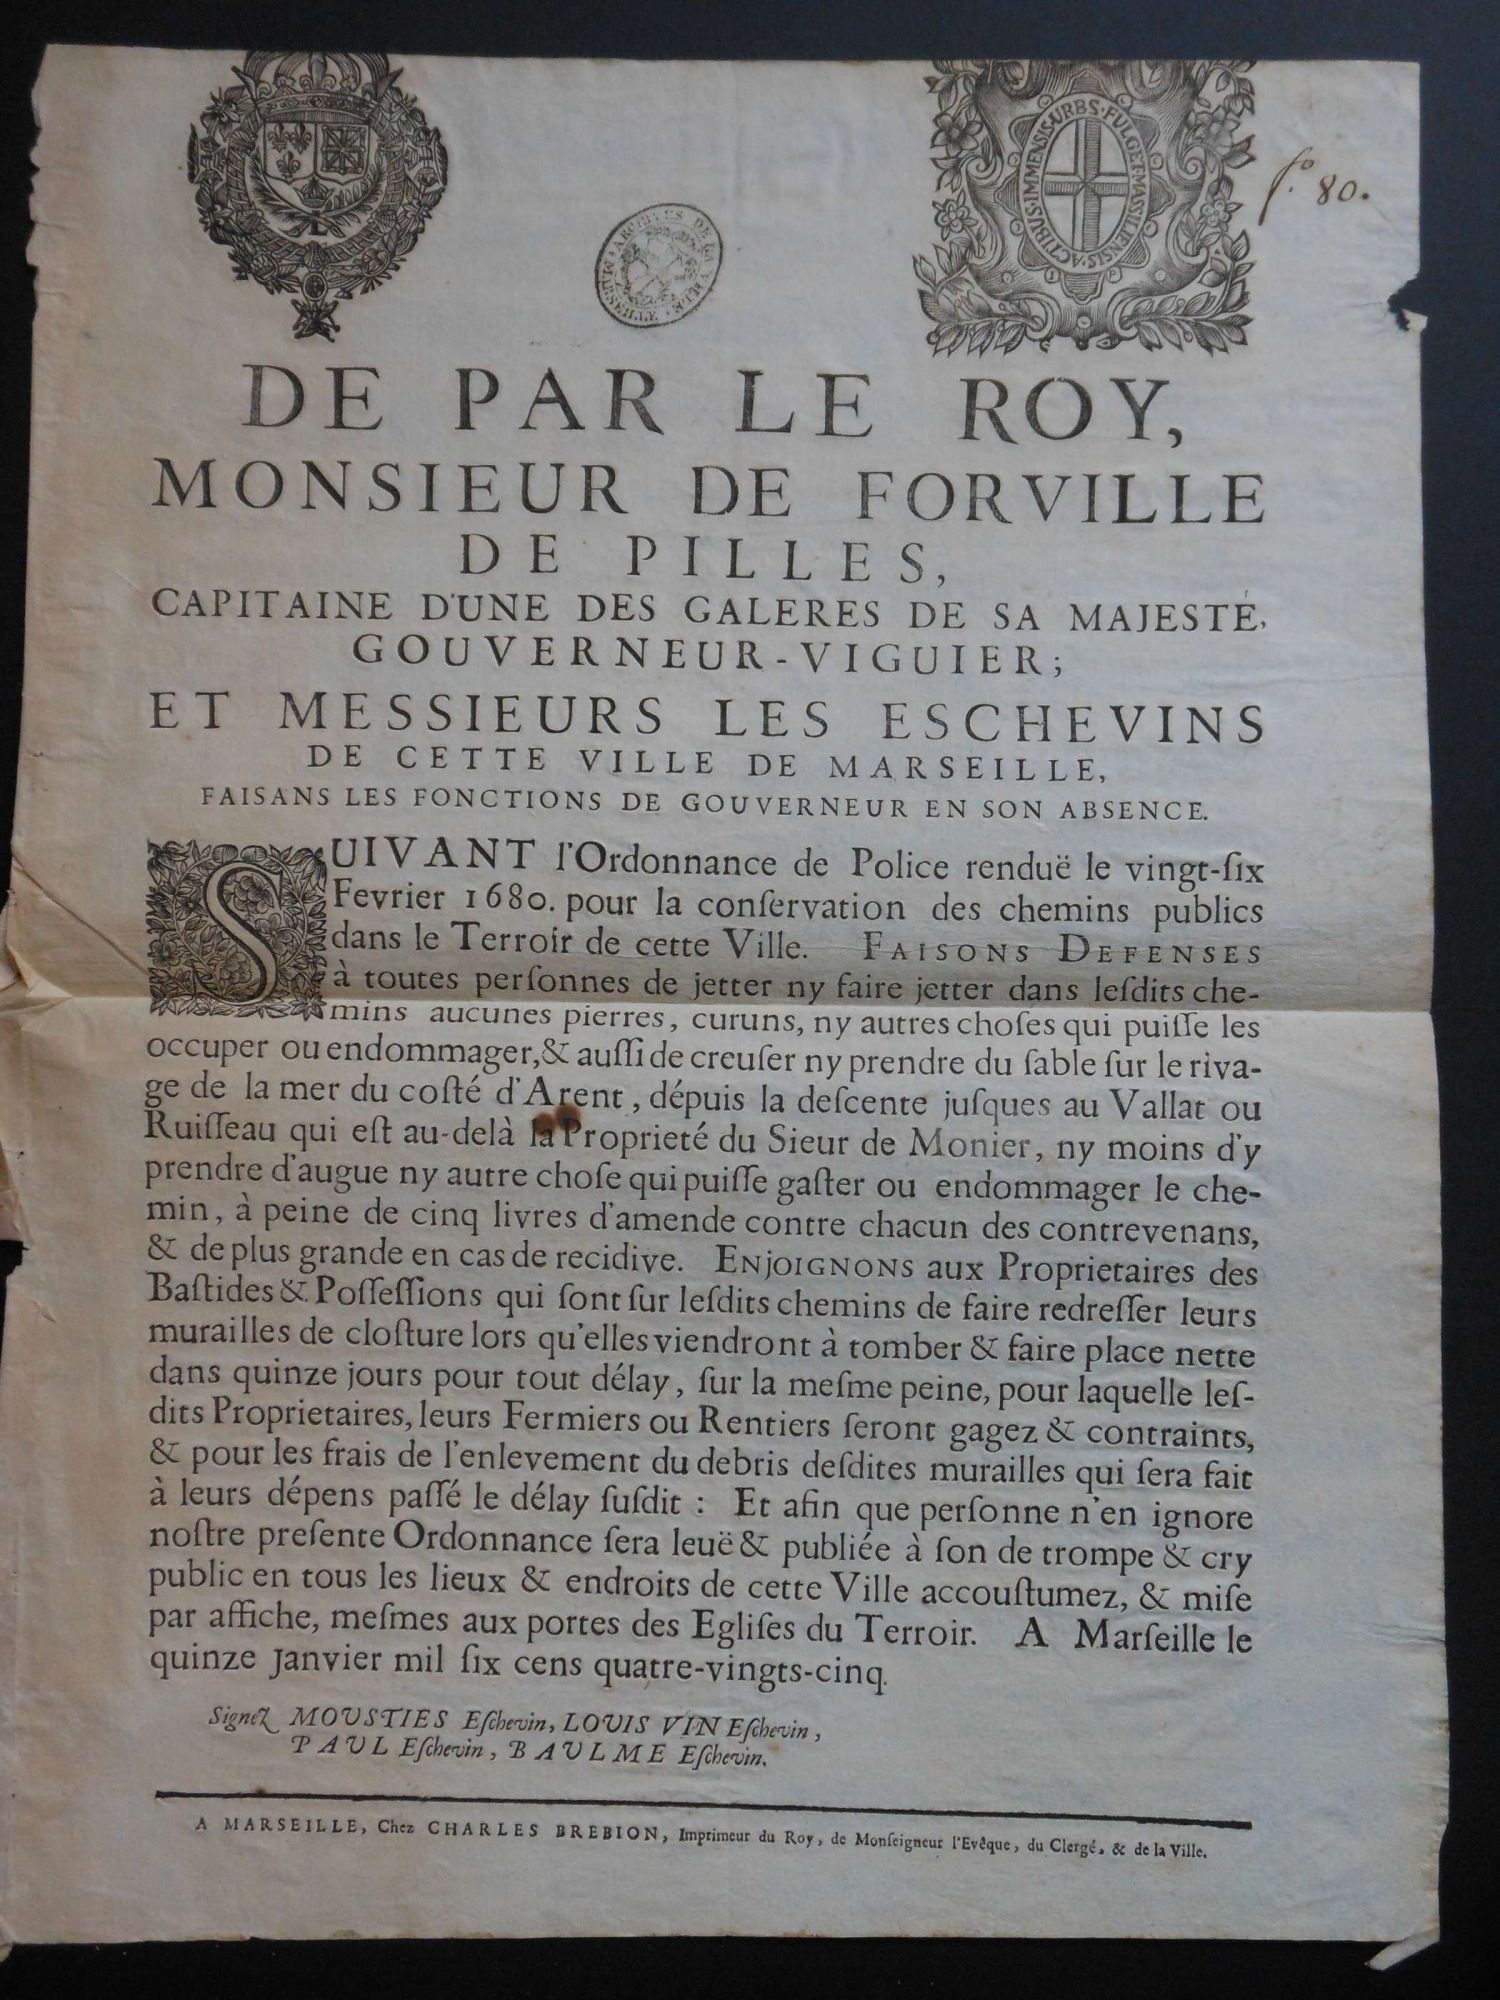 ACTIBUS·IMMENSIS·URBS·FULGET·MASSILIENSIS
f.º 80.
ARCHIVES DE LA VILLE · MARSEILLE ·
DE PAR LE ROY,
MONSIEUR DE FORVILLE
DE PILLES,
CAPITAINE D'UNE DES GALERES DE SA MAJESTÉ,
GOUVERNEUR-VIGUIER;
ET MESSIEURS LES ESCHEVINS
DE CETTE VILLE DE MARSEILLE,
FAISANS LES FONCTIONS DE GOUVERNEUR EN SON ABSENCE.
SUIVANT l'Ordonnance de Police renduë le vingt-ſix
Fevrier 1680. pour la conſervation des chemins publics
dans le Terroir de cette Ville. FAISONS DEFENSES
à toutes perſonnes de jetter ny faire jetter dans leſdits che-
mins aucunes pierres, curuns, ny autres choſes qui puiſſe les
occuper ou endommager, & auſſi de creuſer ny prendre du ſable ſur le riva-
ge de la mer du coſté d'Arent, dépuis la deſcente juſques au Vallat ou
Ruiſſeau qui eſt au-delà la Proprieté du Sieur de Monier, ny moins d'y
prendre d'augue ny autre choſe qui puiſſe gaſter ou endommager le che-
min, à peine de cinq livres d'amende contre chacun des contrevenans,
& de plus grande en cas de recidive. ENJOIGNONS aux Proprietaires des
Baſtides & Poſſeſſions qui ſont ſur leſdits chemins de faire redreſſer leurs
murailles de cloſture lors qu'elles viendront à tomber & faire place nette
dans quinze jours pour tout délay, ſur la meſme peine, pour laquelle leſ-
dits Proprietaires, leurs Fermiers ou Rentiers ſeront gagez & contraints,
& pour les frais de l'enlevement du debris deſdites murailles qui ſera fait
à leurs dépens paſſé le délay ſuſdit : Et afin que perſonne n'en ignore
noſtre preſente Ordonnance ſera leuë & publiée à ſon de trompe & cry
public en tous les lieux & endroits de cette Ville accouſtumez, & miſe
par affiche, meſmes aux portes des Egliſes du Terroir. A Marſeille le
quinze Janvier mil ſix cens quatre-vingts-cinq.
Signez MOUSTIES Eſchevin, LOUIS VIN Eſchevin,
PAUL Eſchevin, BAULME Eſchevin.
A MARSEILLE, Chez CHARLES BREBION, Imprimeur du Roy, de Monſeigneur l'Evêque, du Clergé, & de la Ville.